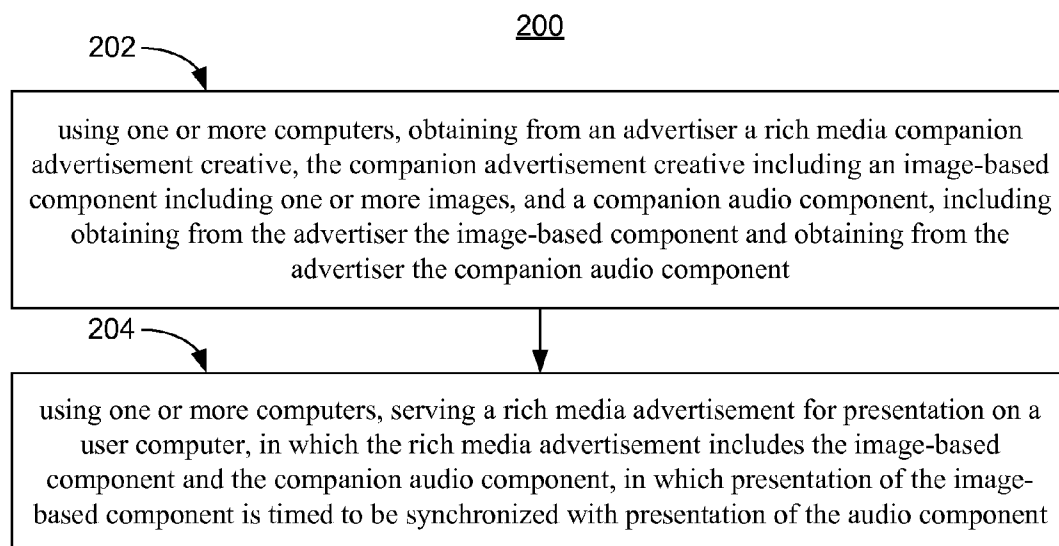 200
202
using one or more computers, obtaining from an advertiser a rich media companion
advertisement creative, the companion advertisement creative including an image-based
component including one or more images, and a companion audio component, including
obtaining from the advertiser the image-based component and obtaining from the
advertiser the companion audio component
204
using one or more computers, serving a rich media advertisement for presentation on
a user computer, in which the rich media advertisement includes the image-based
component and the companion audio component, in which presentation of the image-
based component is timed to be synchronized with presentation of the audio component